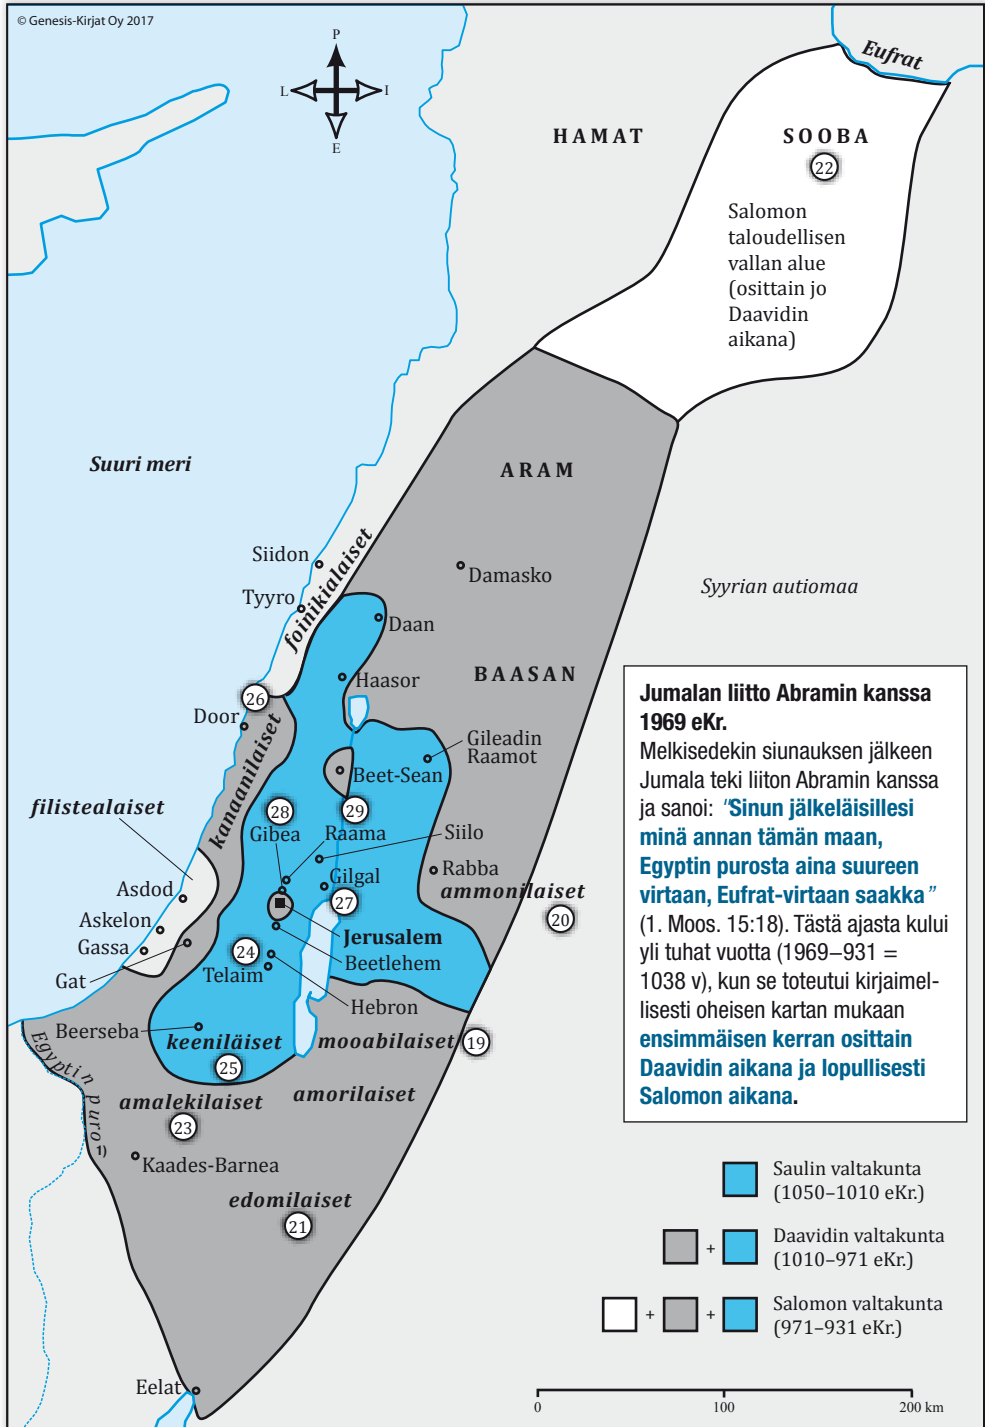 © Genesis-Kirjat Oy 2017
P
L
I
E
Eufrat
HAMAT
SOOBA
22
Salomon
taloudellisen
vallan alue
(osittain jo
Daavidin
aikana)
Suuri meri
ARAM
Siidon
foinikialaiset
Damasko
Tyyro
Syyrian autiomaa
Daan
Haasor
BAASAN
26
Door
kanaanilaiset
Gileadin
Raamot
Beet-Sean
filistealaiset
28
29
Gibea
Raama
Siilo
Asdod
Gilgal
Rabba
ammonilaiset
27
20
Askelon
Jerusalem
Gassa
24
Beetlehem
Gat
Telaim
Hebron
Beerseba
keeniläiset
mooabilaiset
19
25
Egyptin puro 1)
amalekilaiset
amorilaiset
23
Kaades-Barnea
edomilaiset
21
Eelat
Jumalan liitto Abramin kanssa
1969 eKr.
Melkisedekin siunauksen jälkeen
Jumala teki liiton Abramin kanssa
ja sanoi: "Sinun jälkeläisillesi
minä annan tämän maan,
Egyptin purosta aina suureen
virtaan, Eufrat-virtaan saakka"
(1. Moos. 15:18). Tästä ajasta kului
yli tuhat vuotta (1969–931 =
1038 v), kun se toteutui kirjaimel-
lisesti oheisen kartan mukaan
ensimmäisen kerran osittain
Daavidin aikana ja lopullisesti
Salomon aikana.
Saulin valtakunta
(1050–1010 eKr.)
+
Daavidin valtakunta
(1010–971 eKr.)
+ +
Salomon valtakunta
(971–931 eKr.)
0 100 200 km